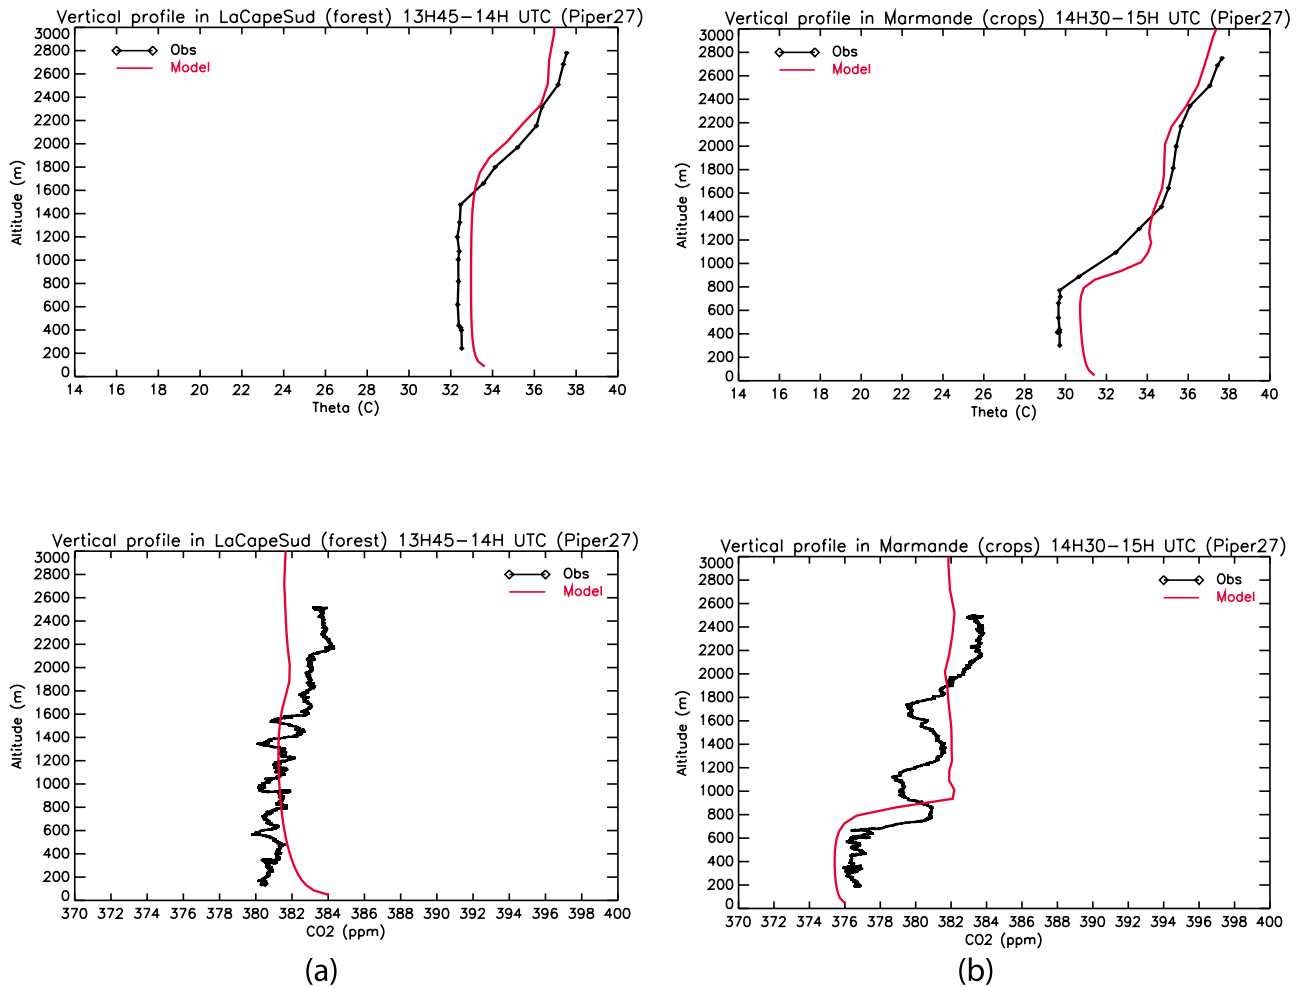 Vertical profile in LaCapeSud (forest) 13H45-14H UTC (Piper27)
3000
2800
2600
2400
2200
2000
1800
1600
1400
1200
1000
800
600
400
200
0
Altitude (m)
Obs
Model
14 16 18 20 22 24 26 28 30 32 34 36 38 40
Theta (C)
Vertical profile in Marmande (crops) 14H30-15H UTC (Piper27)
3000
2800
2600
2400
2200
2000
1800
1600
1400
1200
1000
800
600
400
200
0
Altitude (m)
Obs
Model
14 16 18 20 22 24 26 28 30 32 34 36 38 40
Theta (C)
Vertical profile in LaCapeSud (forest) 13H45-14H UTC (Piper27)
3000
2800
2600
2400
2200
2000
1800
1600
1400
1200
1000
800
600
400
200
0
Altitude (m)
Obs
Model
370 372 374 376 378 380 382 384 386 388 390 392 394 396 398 400
CO2 (ppm)
(a)
Vertical profile in Marmande (crops) 14H30-15H UTC (Piper27)
3000
2800
2600
2400
2200
2000
1800
1600
1400
1200
1000
800
600
400
200
0
Altitude (m)
Obs
Model
370 372 374 376 378 380 382 384 386 388 390 392 394 396 398 400
CO2 (ppm)
(b)